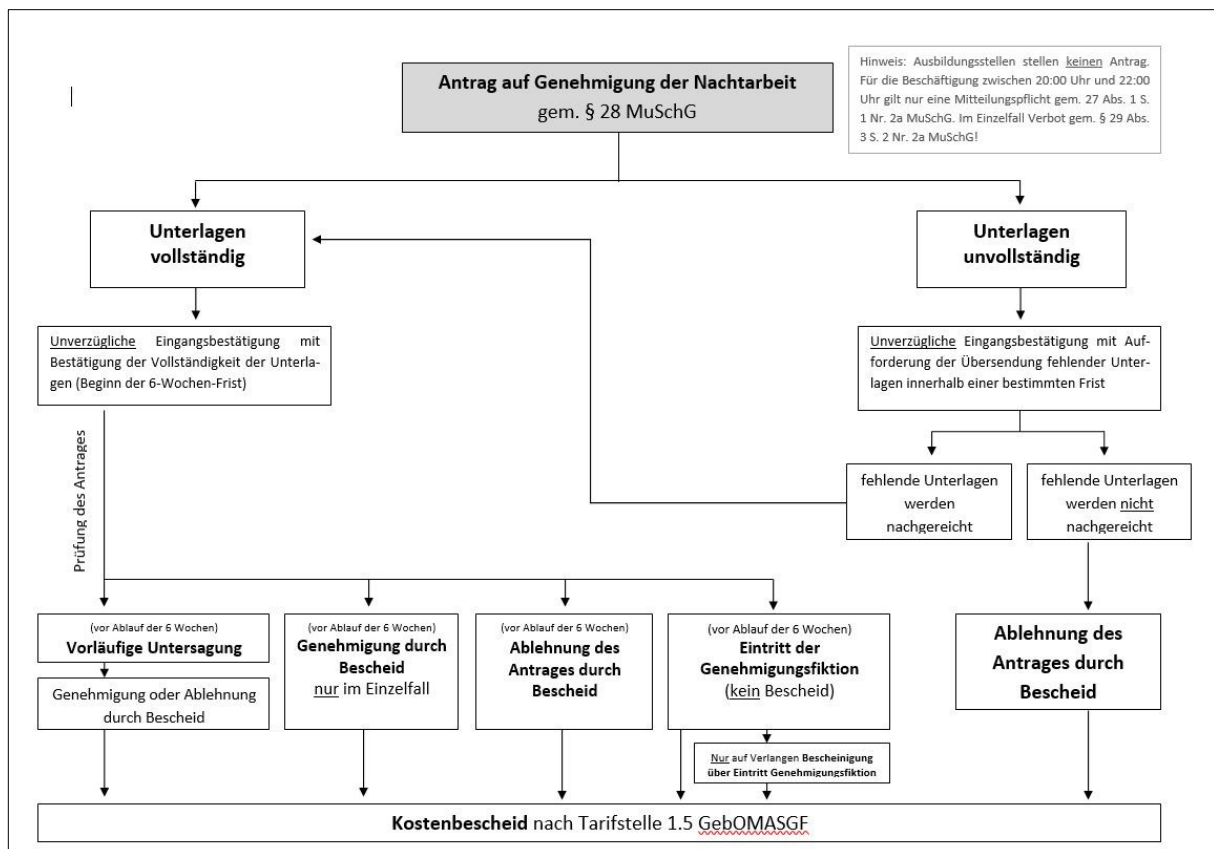 Antrag auf Genehmigung der Nachtarbeit
gem. § 28 MuSchG
Hinweis: Ausbildungsstellen stellen keinen Antrag.
Für die Beschäftigung zwischen 20:00 Uhr und 22:00
Uhr gilt nur eine Mitteilungspflicht gem. 27 Abs. 1 S.
1 Nr. 2a MuSchG. Im Einzelfall Verbot gem. § 29 Abs.
3 S. 2 Nr. 2a MuSchG!
Unterlagen
vollständig
Unterlagen
unvollständig
Unverzügliche Eingangsbestätigung mit
Bestätigung der Vollständigkeit der Unterla-
gen (Beginn der 6-Wochen-Frist)
Unverzügliche Eingangsbestätigung mit Auf-
forderung der Übersendung fehlender Unter-
lagen innerhalb einer bestimmten Frist
Prüfung des Antrages
fehlende Unterlagen
werden
nachgereicht
fehlende Unterlagen
werden nicht
nachgereicht
(vor Ablauf der 6 Wochen)
Vorläufige Untersagung
Genehmigung oder Ablehnung
durch Bescheid
(vor Ablauf der 6 Wochen)
Genehmigung durch
Bescheid
nur im Einzelfall
(vor Ablauf der 6 Wochen)
Ablehnung des
Antrages durch
Bescheid
(vor Ablauf der 6 Wochen)
Eintritt der
Genehmigungsfiktion
(kein Bescheid)
Nur auf Verlangen Bescheinigung
über Eintritt Genehmigungsfiktion
Ablehnung des
Antrages durch
Bescheid
Kostenbescheid nach Tarifstelle 1.5 GebOMASGF